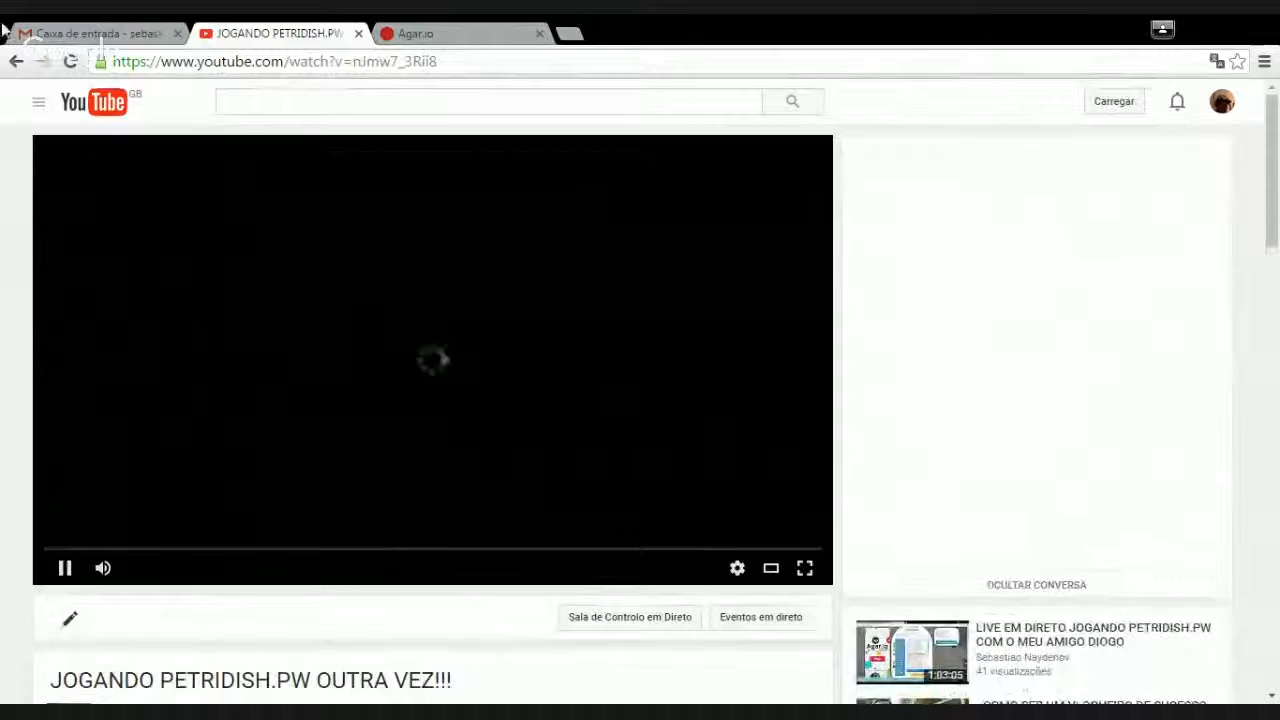 Caixa de entrada - sebas
JOGANDO PETRIDISH.PW
Agar.io
https://www.youtube.com/watch?v=nJmw7_3Rii8
YouTube GB
Carregar
OCULTAR CONVERSA
Sala de Controlo em Direto
Eventos em direto
JOGANDO PETRIDISH.PW OUTRA VEZ!!!
LIVE EM DIRETO JOGANDO PETRIDISH.PW
COM O MEU AMIGO DIOGO
Sebastiao Naydenov
41 visualizações
Agar.io
1:03:05